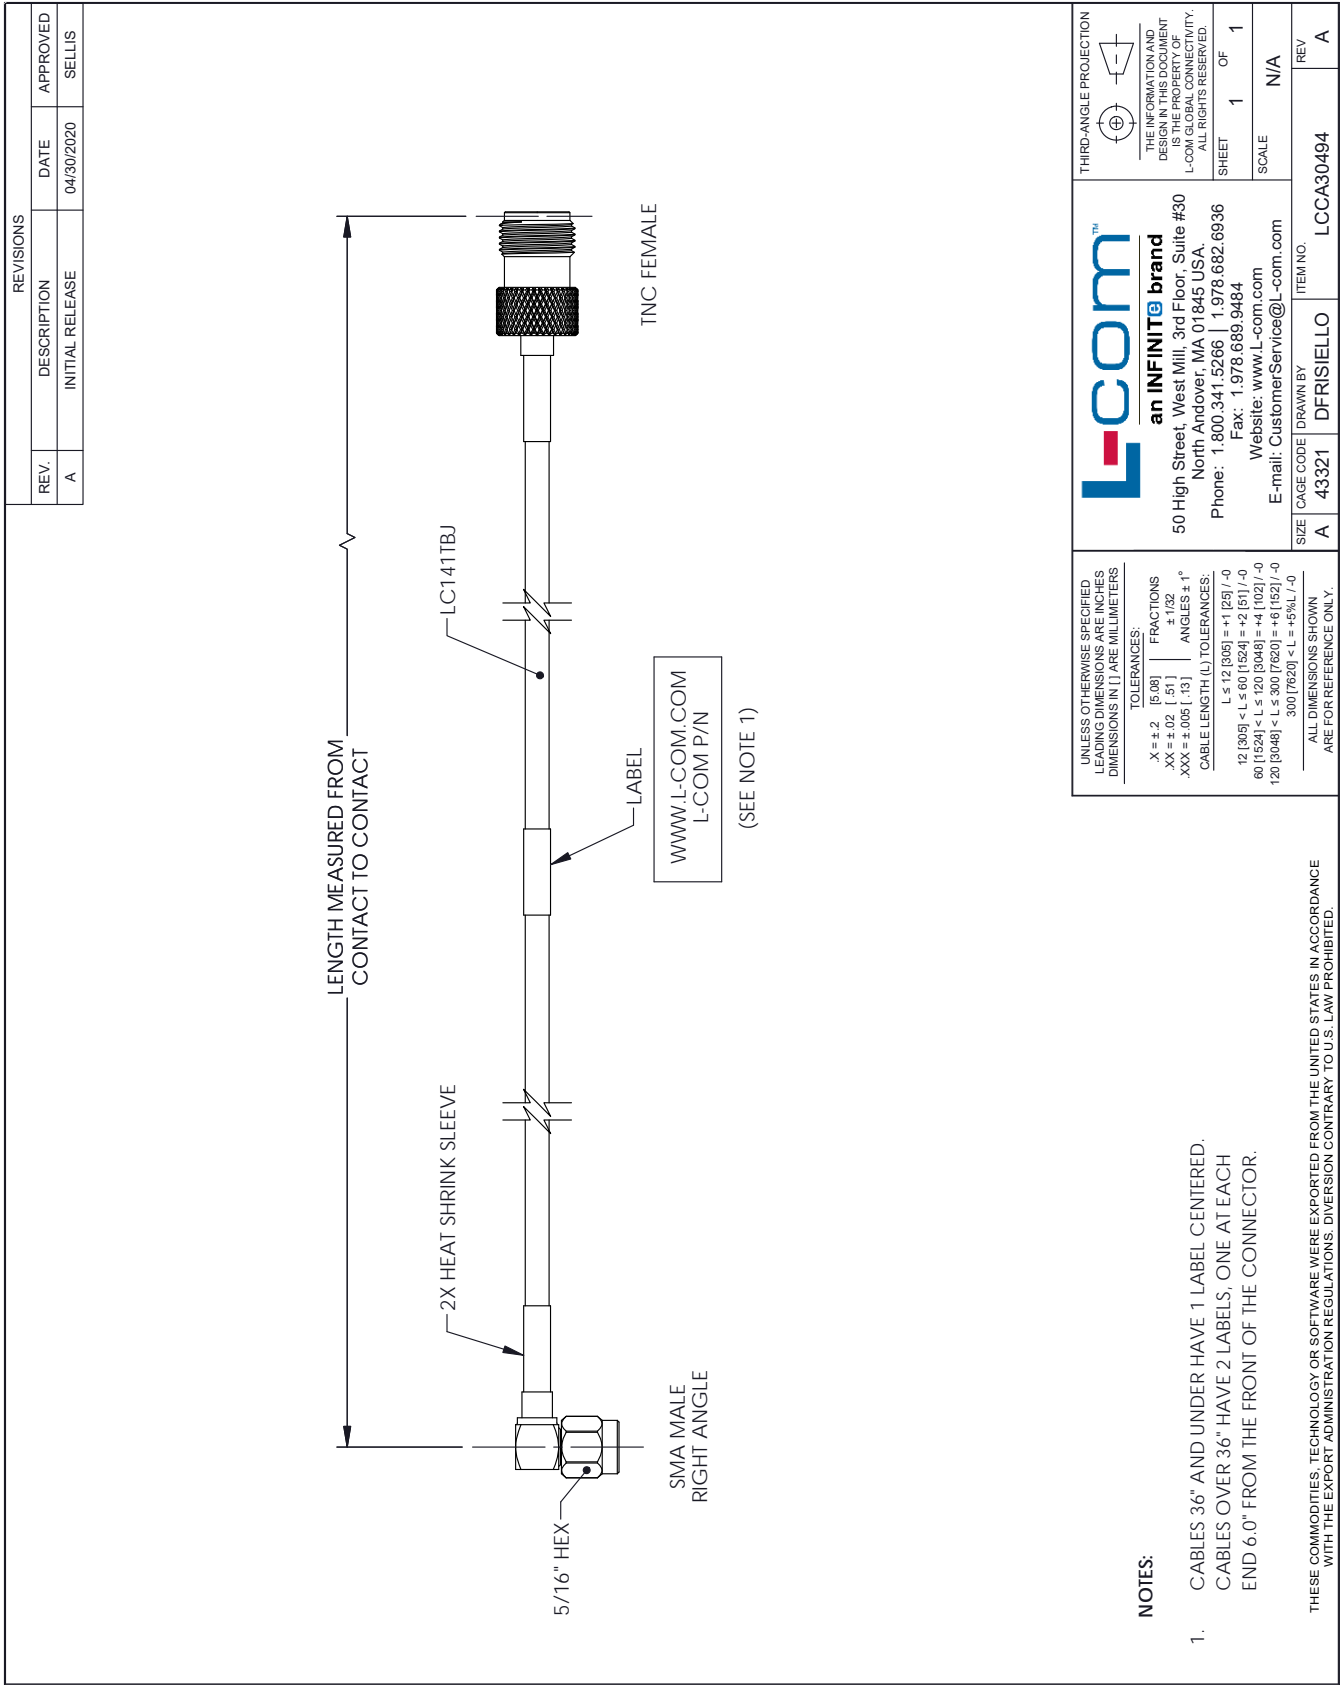 REVISIONS
REV. DESCRIPTION DATE APPROVED
A INITIAL RELEASE 04/30/2020 SELLIS
LENGTH MEASURED FROM
CONTACT TO CONTACT
2X HEAT SHRINK SLEEVE
LC141TBJ
5/16" HEX
SMA MALE
RIGHT ANGLE
LABEL
WWW.L-COM.COM
L-COM P/N
(SEE NOTE 1)
TNC FEMALE
NOTES:
1. CABLES 36" AND UNDER HAVE 1 LABEL CENTERED.
CABLES OVER 36" HAVE 2 LABELS, ONE AT EACH
END 6.0" FROM THE FRONT OF THE CONNECTOR.
THESE COMMODITIES, TECHNOLOGY OR SOFTWARE WERE EXPORTED FROM THE UNITED STATES IN ACCORDANCE
WITH THE EXPORT ADMINISTRATION REGULATIONS. DIVERSION CONTRARY TO U.S. LAW PROHIBITED.
UNLESS OTHERWISE SPECIFIED
LEADING DIMENSIONS ARE INCHES
DIMENSIONS IN [ ] ARE MILLIMETERS
TOLERANCES:
.X = ±.2 [5.08] FRACTIONS
.XX = ±.02 [.51] ± 1/32
.XXX = ±.005 [.13] ANGLES ± 1°
CABLE LENGTH (L) TOLERANCES:
L ≤ 12 [305] = +1 [25] / -0
12 [305] < L ≤ 60 [1524] = +2 [51] / -0
60 [1524] < L ≤ 120 [3048] = +4 [102] / -0
120 [3048] < L ≤ 300 [7620] = +6 [152] / -0
300 [7620] < L = +5%L / -0
ALL DIMENSIONS SHOWN
ARE FOR REFERENCE ONLY.
L-com™
an INFINITe brand
50 High Street, West Mill, 3rd Floor, Suite #30
North Andover, MA 01845 USA.
Phone: 1.800.341.5266 | 1.978.682.6936
Fax: 1.978.689.9484
Website: www.L-com.com
E-mail: CustomerService@L-com.com
THIRD-ANGLE PROJECTION
THE INFORMATION AND
DESIGN IN THIS DOCUMENT
IS THE PROPERTY OF
L-COM GLOBAL CONNECTIVITY.
ALL RIGHTS RESERVED.
SHEET 1 OF 1
SCALE N/A
SIZE A
CAGE CODE 43321
DRAWN BY DFRISIELLO
ITEM NO. LCCA30494
REV A